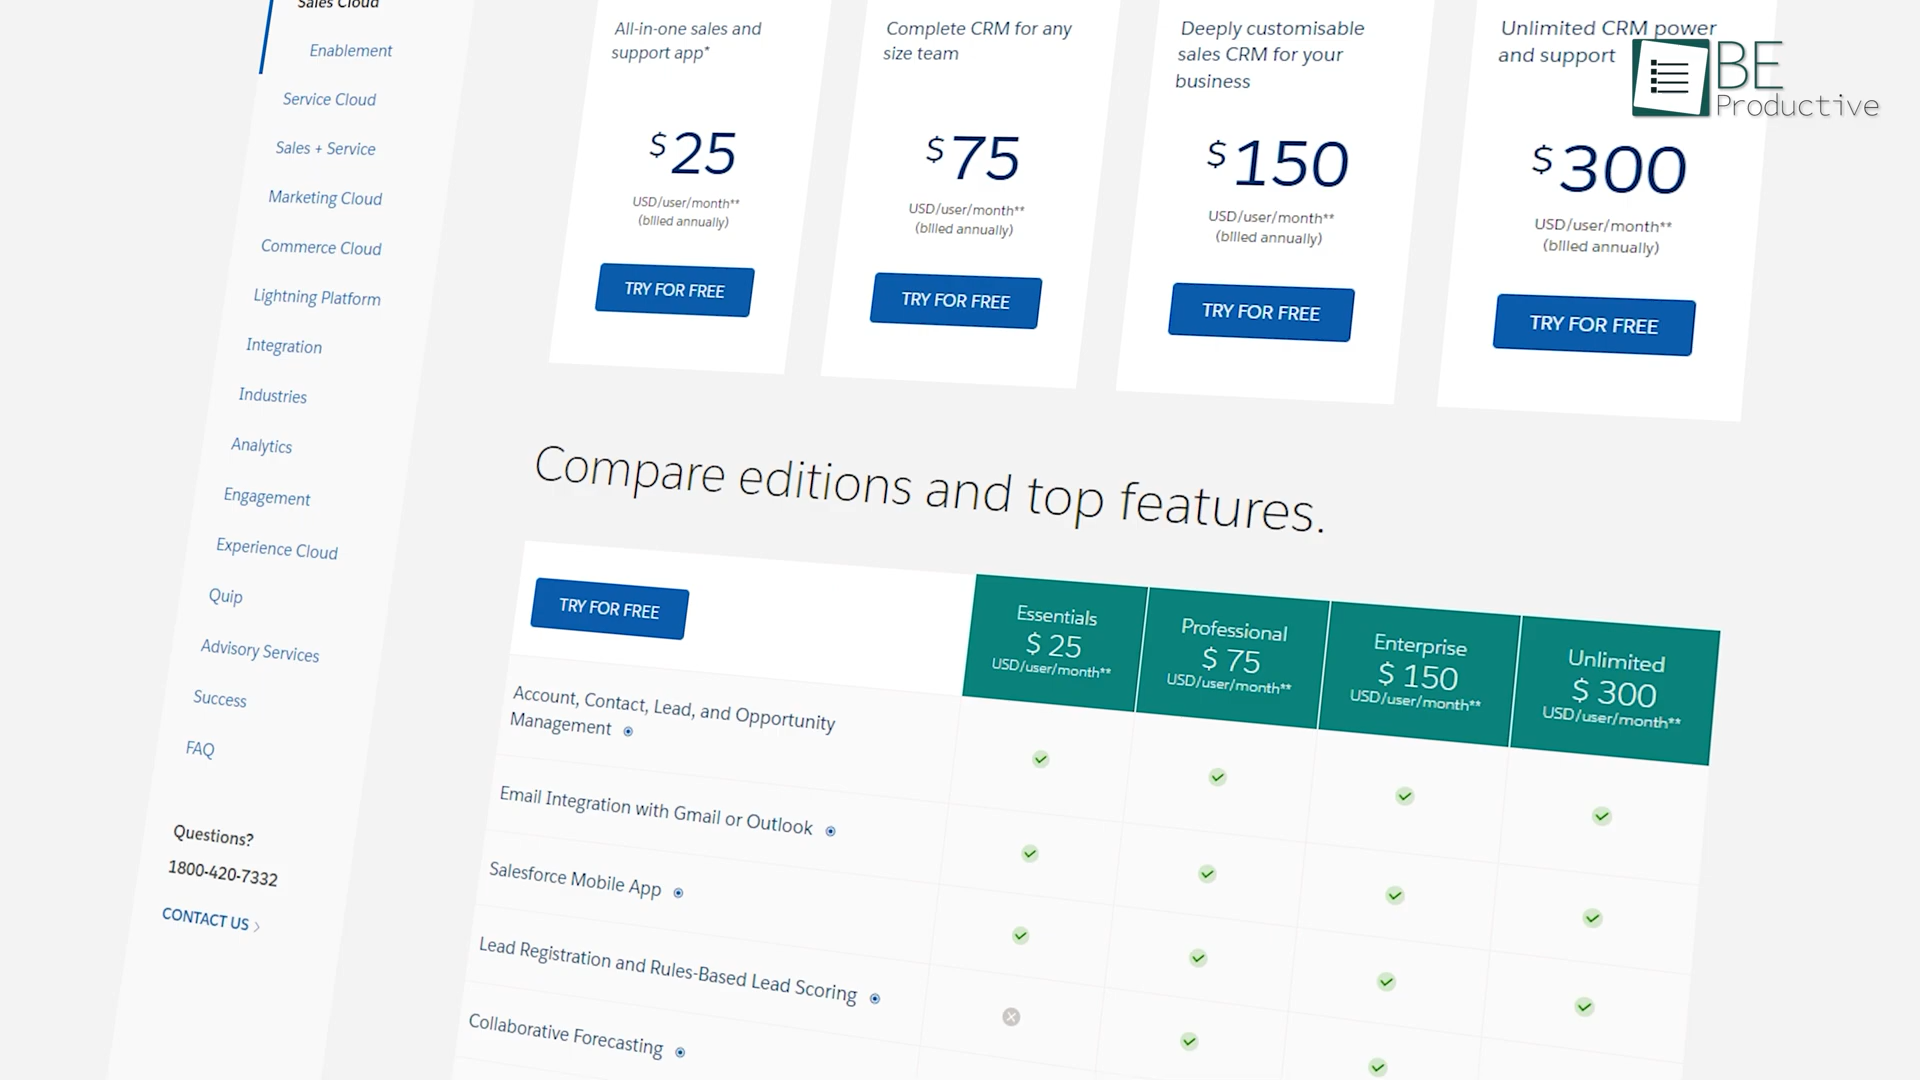 Sales Cloud
Enablement
Service Cloud
Sales + Service
Marketing Cloud
Commerce Cloud
Lightning Platform
Integration
Industries
Analytics
Engagement
Experience Cloud
Quip
Advisory Services
Success
FAQ
Questions?
1800-420-7332
CONTACT US
All-in-one sales and
support app*
$25
USD/user/month**
(billed annually)
TRY FOR FREE
Complete CRM for any
size team
$75
USD/user/month**
(billed annually)
TRY FOR FREE
Deeply customisable
sales CRM for your
business
$150
USD/user/month**
(billed annually)
TRY FOR FREE
Unlimited CRM power
and support
$300
USD/user/month**
(billed annually)
TRY FOR FREE
BE
Productive
Compare editions and top features.
TRY FOR FREE
Essentials
$ 25
USD/user/month**
Professional
$ 75
USD/user/month**
Enterprise
$ 150
USD/user/month**
Unlimited
$ 300
USD/user/month**
Account, Contact, Lead, and Opportunity
Management
Email Integration with Gmail or Outlook
Salesforce Mobile App
Lead Registration and Rules-Based Lead Scoring
Collaborative Forecasting